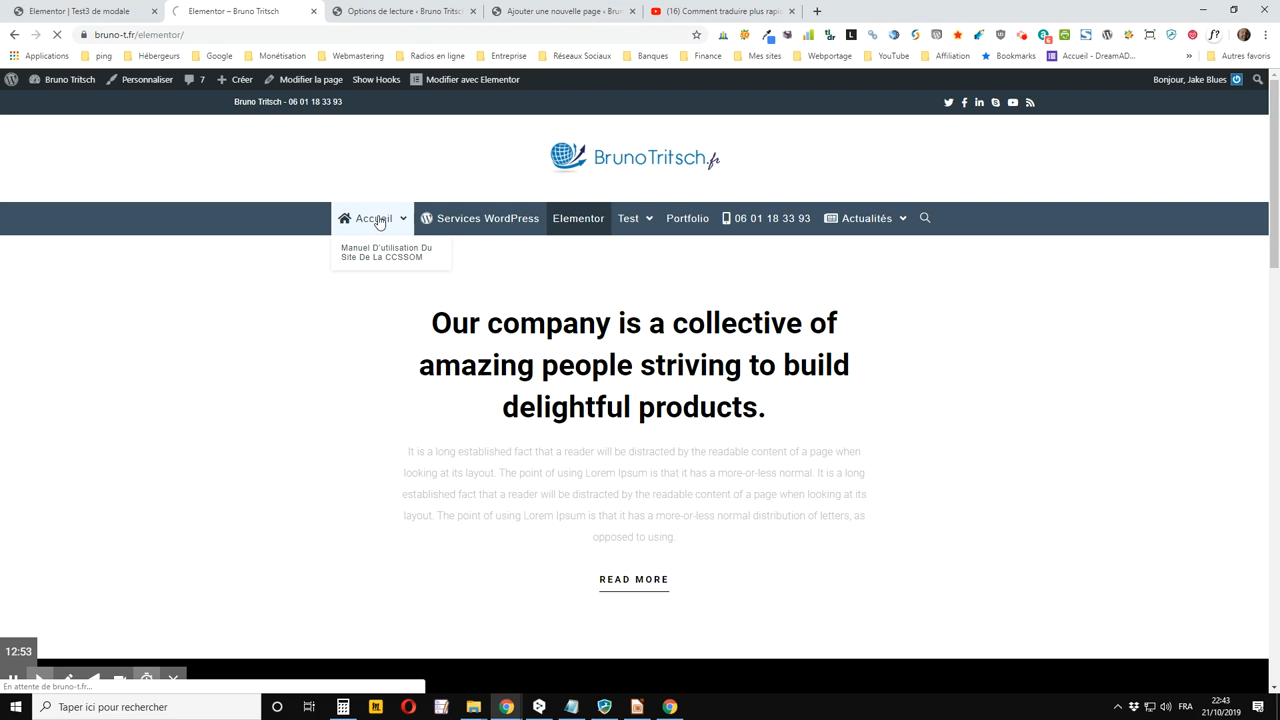 Elementor | Test3 de modale
Elementor – Bruno Tritsch
Options de lecture ‹ Bruno Tritsc
Ajouter une nouvelle page ‹ Brun
(16) Comment traduire plus rapid
bruno-t.fr/elementor/
Applications ping Hébergeurs Google Monétisation Webmastering Radios en ligne Entreprise Réseaux Sociaux Banques Finance Mes sites Webportage YouTube Affiliation Bookmarks Accueil - DreamAD... » Autres favoris
Bruno Tritsch Personnaliser 7 Créer Modifier la page Show Hooks Modifier avec Elementor Bonjour, Jake Blues
Bruno Tritsch - 06 01 18 33 93
BrunoTritsch.fr
Accueil Services WordPress Elementor Test Portfolio 06 01 18 33 93 Actualités
Manuel D'utilisation Du
Site De La CCSSOM
Our company is a collective of
amazing people striving to build
delightful products.
It is a long established fact that a reader will be distracted by the readable content of a page when
looking at its layout. The point of using Lorem Ipsum is that it has a more-or-less normal. It is a long
established fact that a reader will be distracted by the readable content of a page when looking at its
layout. The point of using Lorem Ipsum is that it has a more-or-less normal distribution of letters, as
opposed to using.
READ MORE
12:53
En attente de bruno-t.fr...
Taper ici pour rechercher
FRA
22:43
21/10/2019